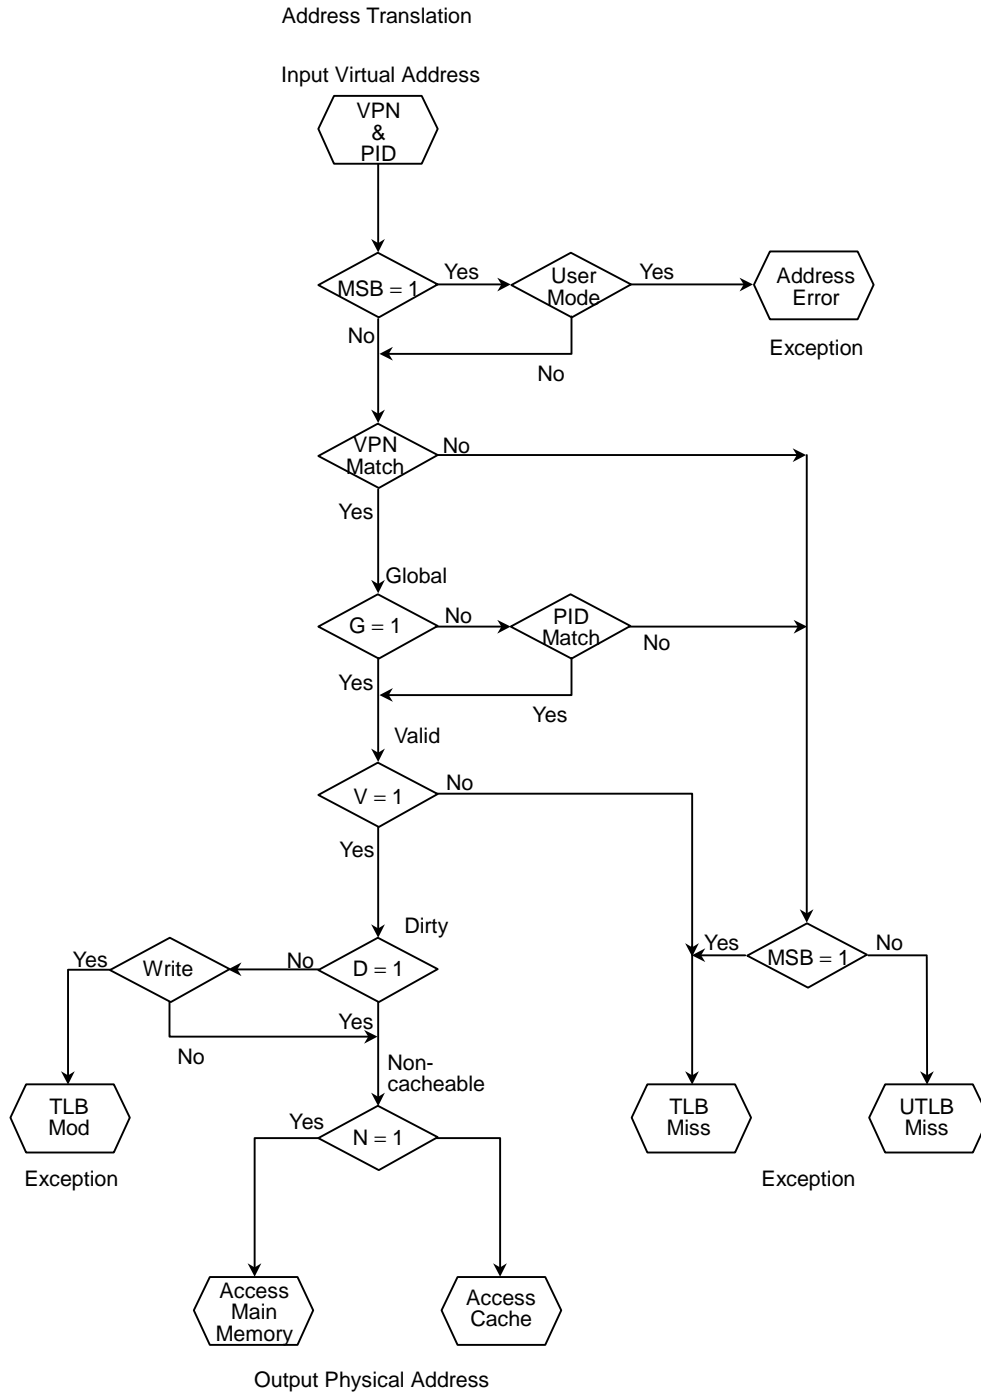 Address Translation
Input Virtual Address
VPN
&
PID
MSB = 1
Yes
User
Mode
Yes
Address
Error
Exception
No
No
VPN
Match
No
Yes
Global
G = 1
No
PID
Match
No
Yes
Yes
Valid
V = 1
No
Yes
Dirty
Yes
Write
No
D = 1
Yes
No
Yes
MSB = 1
No
Non-
cacheable
TLB
Mod
Exception
Yes
N = 1
TLB
Miss
UTLB
Miss
Exception
Access
Main
Memory
Access
Cache
Output Physical Address